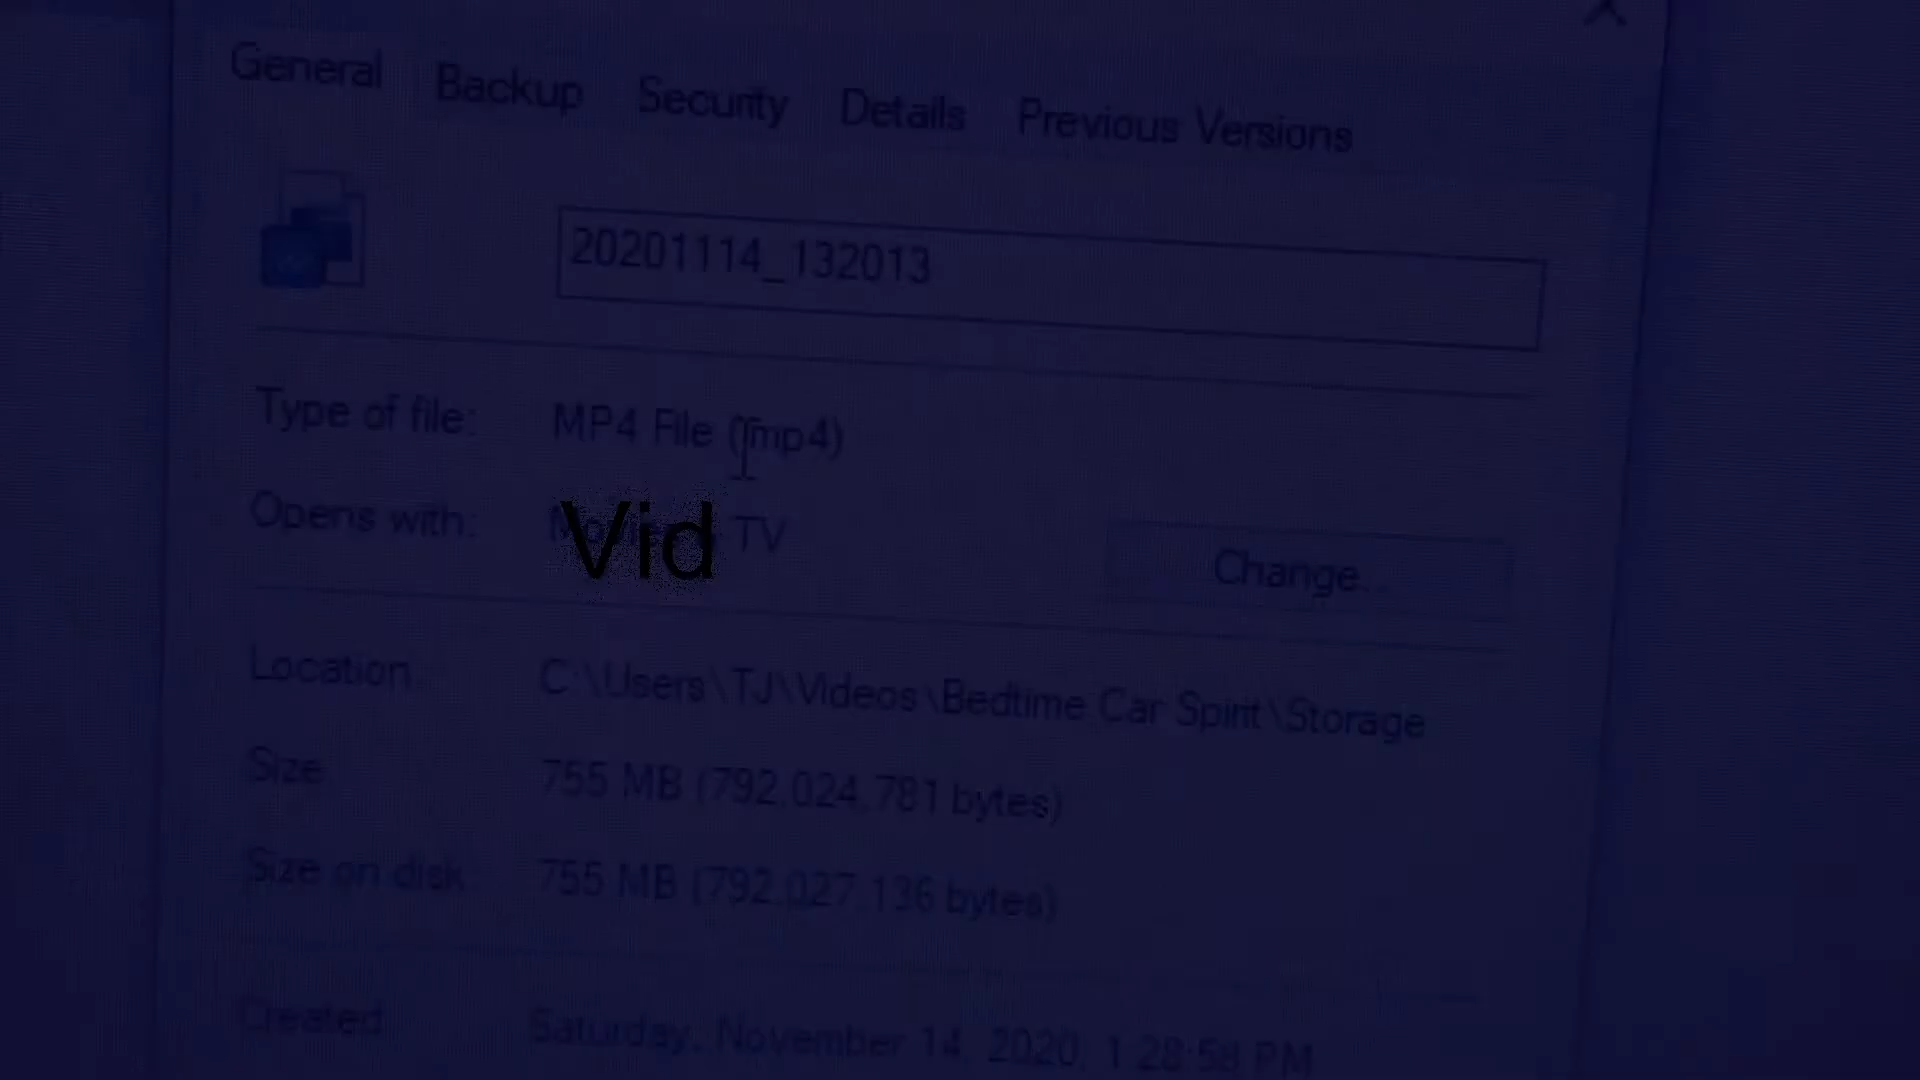 General Backup Security Details Previous Versions
20201114_132013
Type of file: MP4 File (.mp4)
Opens with: TV
Vid
Change...
Location: C:\Users\TJ\Videos\Bedtime Car Spirit\Storage
Size: 755 MB (792,024,781 bytes)
Size on disk: 755 MB (792,027,136 bytes)
Created: Saturday, November 14, 2020, 1:28:58 PM